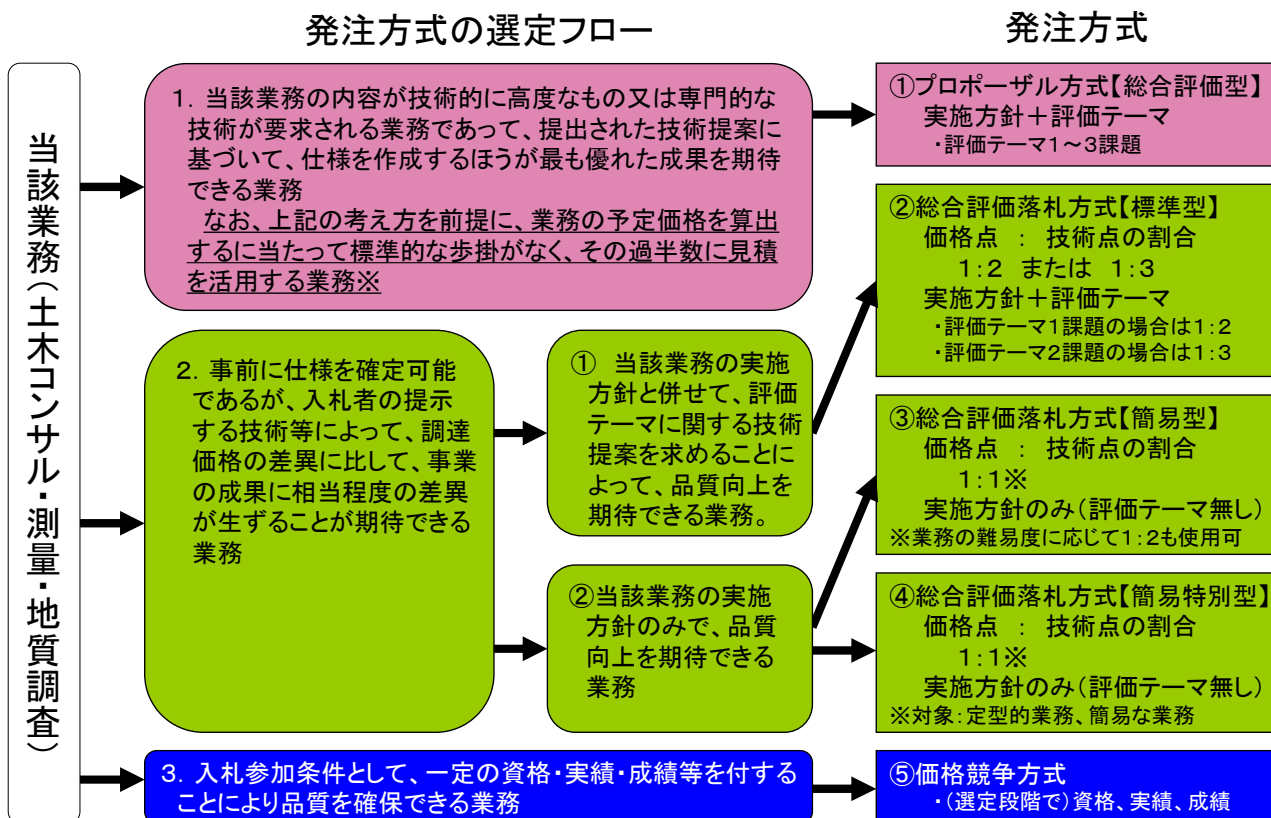 発注方式の選定フロー
発注方式
当該業務(土木コンサル・測量・地質調査)
1. 当該業務の内容が技術的に高度なもの又は専門的な
技術が要求される業務であって、提出された技術提案に
基づいて、仕様を作成するほうが最も優れた成果を期待
できる業務
なお、上記の考え方を前提に、業務の予定価格を算出
するに当たって標準的な歩掛がなく、その過半数に見積
を活用する業務※
①プロポーザル方式【総合評価型】
実施方針+評価テーマ
・評価テーマ1~3課題
2. 事前に仕様を確定可能
であるが、入札者の提示
する技術等によって、調達
価格の差異に比して、事業
の成果に相当程度の差異
が生ずることが期待できる
業務
① 当該業務の実施
方針と併せて、評価
テーマに関する技術
提案を求めることに
よって、品質向上を
期待できる業務。
②総合評価落札方式【標準型】
価格点 : 技術点の割合
1:2 または 1:3
実施方針+評価テーマ
・評価テーマ1課題の場合は1:2
・評価テーマ2課題の場合は1:3
②当該業務の実施
方針のみで、品質
向上を期待できる
業務
③総合評価落札方式【簡易型】
価格点 : 技術点の割合
1:1※
実施方針のみ(評価テーマ無し)
※業務の難易度に応じて1:2も使用可
④総合評価落札方式【簡易特別型】
価格点 : 技術点の割合
1:1※
実施方針のみ(評価テーマ無し)
※対象:定型的業務、簡易な業務
3. 入札参加条件として、一定の資格・実績・成績等を付する
ことにより品質を確保できる業務
⑤価格競争方式
・(選定段階で)資格、実績、成績